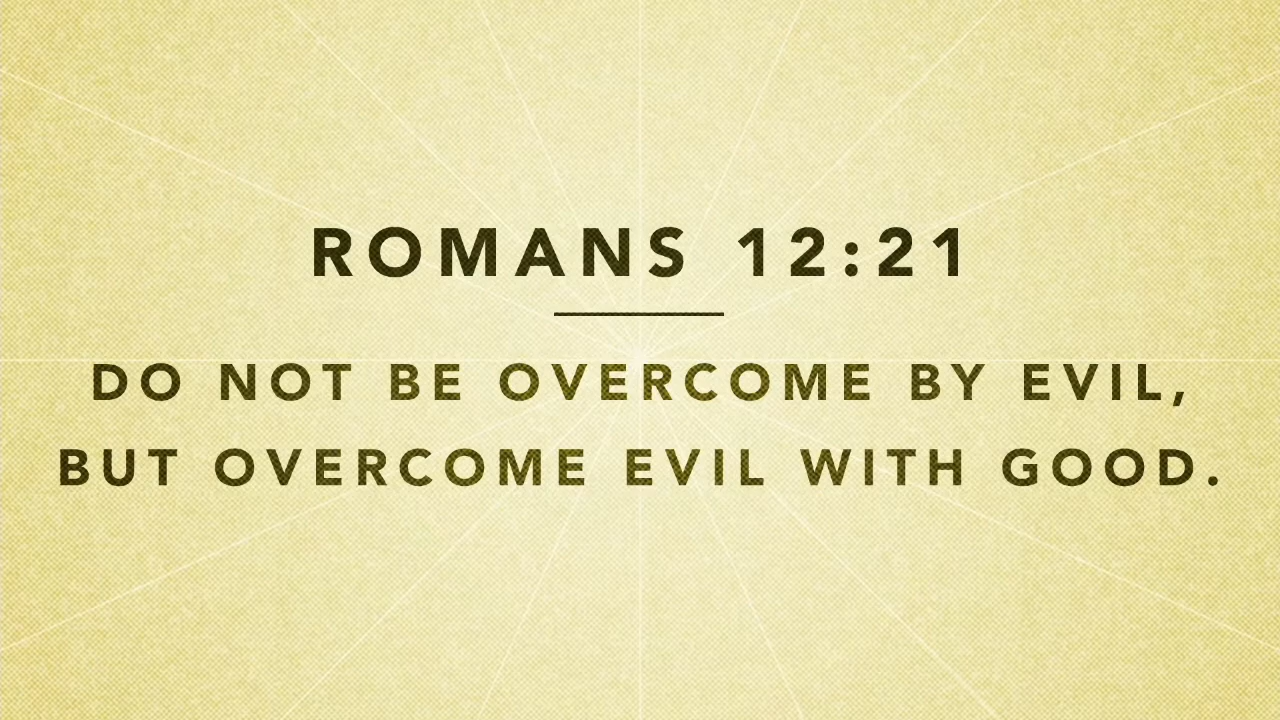 ROMANS 12:21
DO NOT BE OVERCOME BY EVIL,
BUT OVERCOME EVIL WITH GOOD.